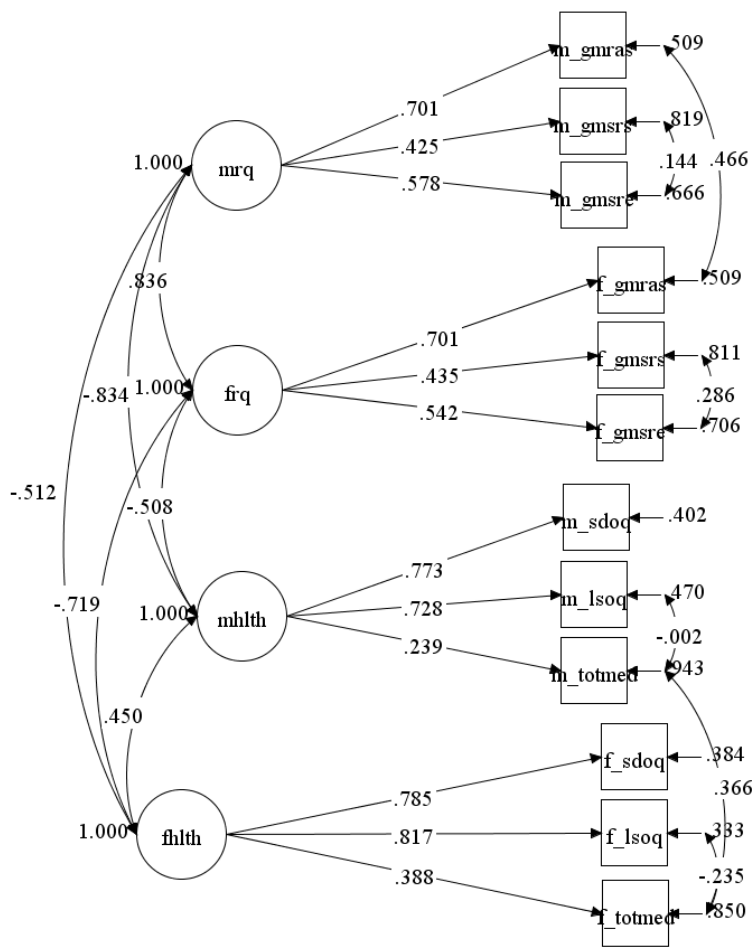 .509
m_gmras
.701
.819
m_gmsrs
.425
1.000
mrq
.144
.466
.578
m_gmsre
.666
.836
f_gmras
.509
.701
-.834
1.000
frq
.435
f_gmsrs
.811
.286
.542
f_gmsre
.706
-.512
-.508
m_sdoq
.402
.773
-.719
1.000
mhlth
.728
m_lsoq
.470
-.002
.239
m_totmed
.943
.450
f_sdoq
.384
.366
.785
1.000
fhlth
.817
f_lsoq
.333
.388
-.235
f_totmed
.850